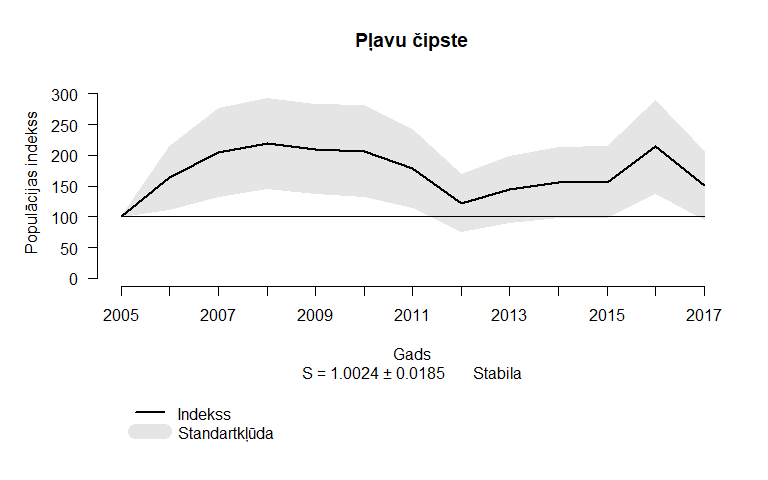 Pļavu čipste
Populācijas indekss
300
250
200
150
100
50
0
2005 2007 2009 2011 2013 2015 2017
Gads
S = 1.0024 ± 0.0185 Stabila
Indekss
Standartkļūda